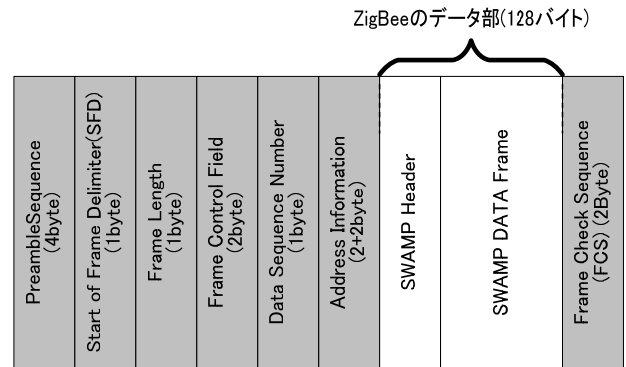 ZigBeeのデータ部(128バイト)
PreambleSequence
(4byte)
Start of Frame Delimiter(SFD)
(1byte)
Frame Length
(1byte)
Frame Control Field
(2byte)
Data Sequence Number
(1byte)
Address Information
(2+2byte)
SWAMP Header
SWAMP DATA Frame
Frame Check Sequence
(FCS) (2Byte)